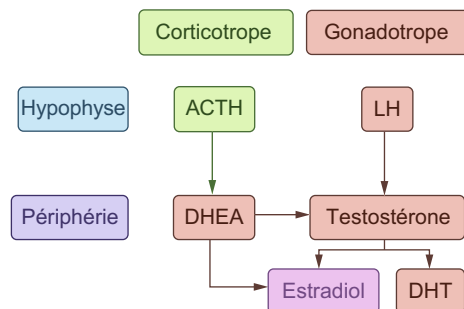 Corticotrope Gonadotrope
Hypophyse ACTH LH
Périphérie DHEA Testostérone
Estradiol DHT